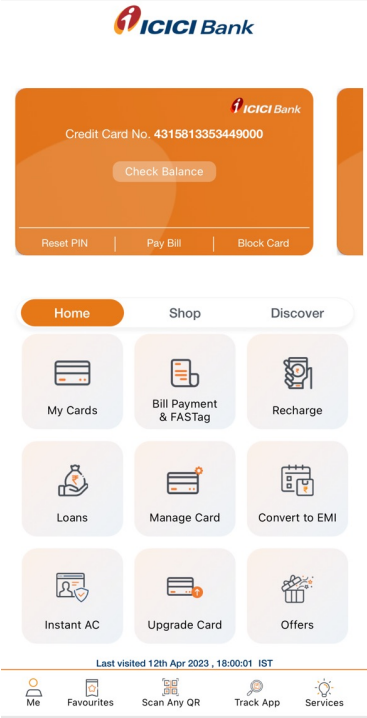 ICICI Bank
ICICI Bank
Credit Card No. 4315813353449000
Check Balance
Reset PIN
Pay Bill
Block Card
Home
Shop
Discover
My Cards
Bill Payment
& FASTag
Recharge
Loans
Manage Card
Convert to EMI
Instant AC
Upgrade Card
Offers
Last visited 12th Apr 2023 , 18:00:01 IST
Me
Favourites
Scan Any QR
Track App
Services